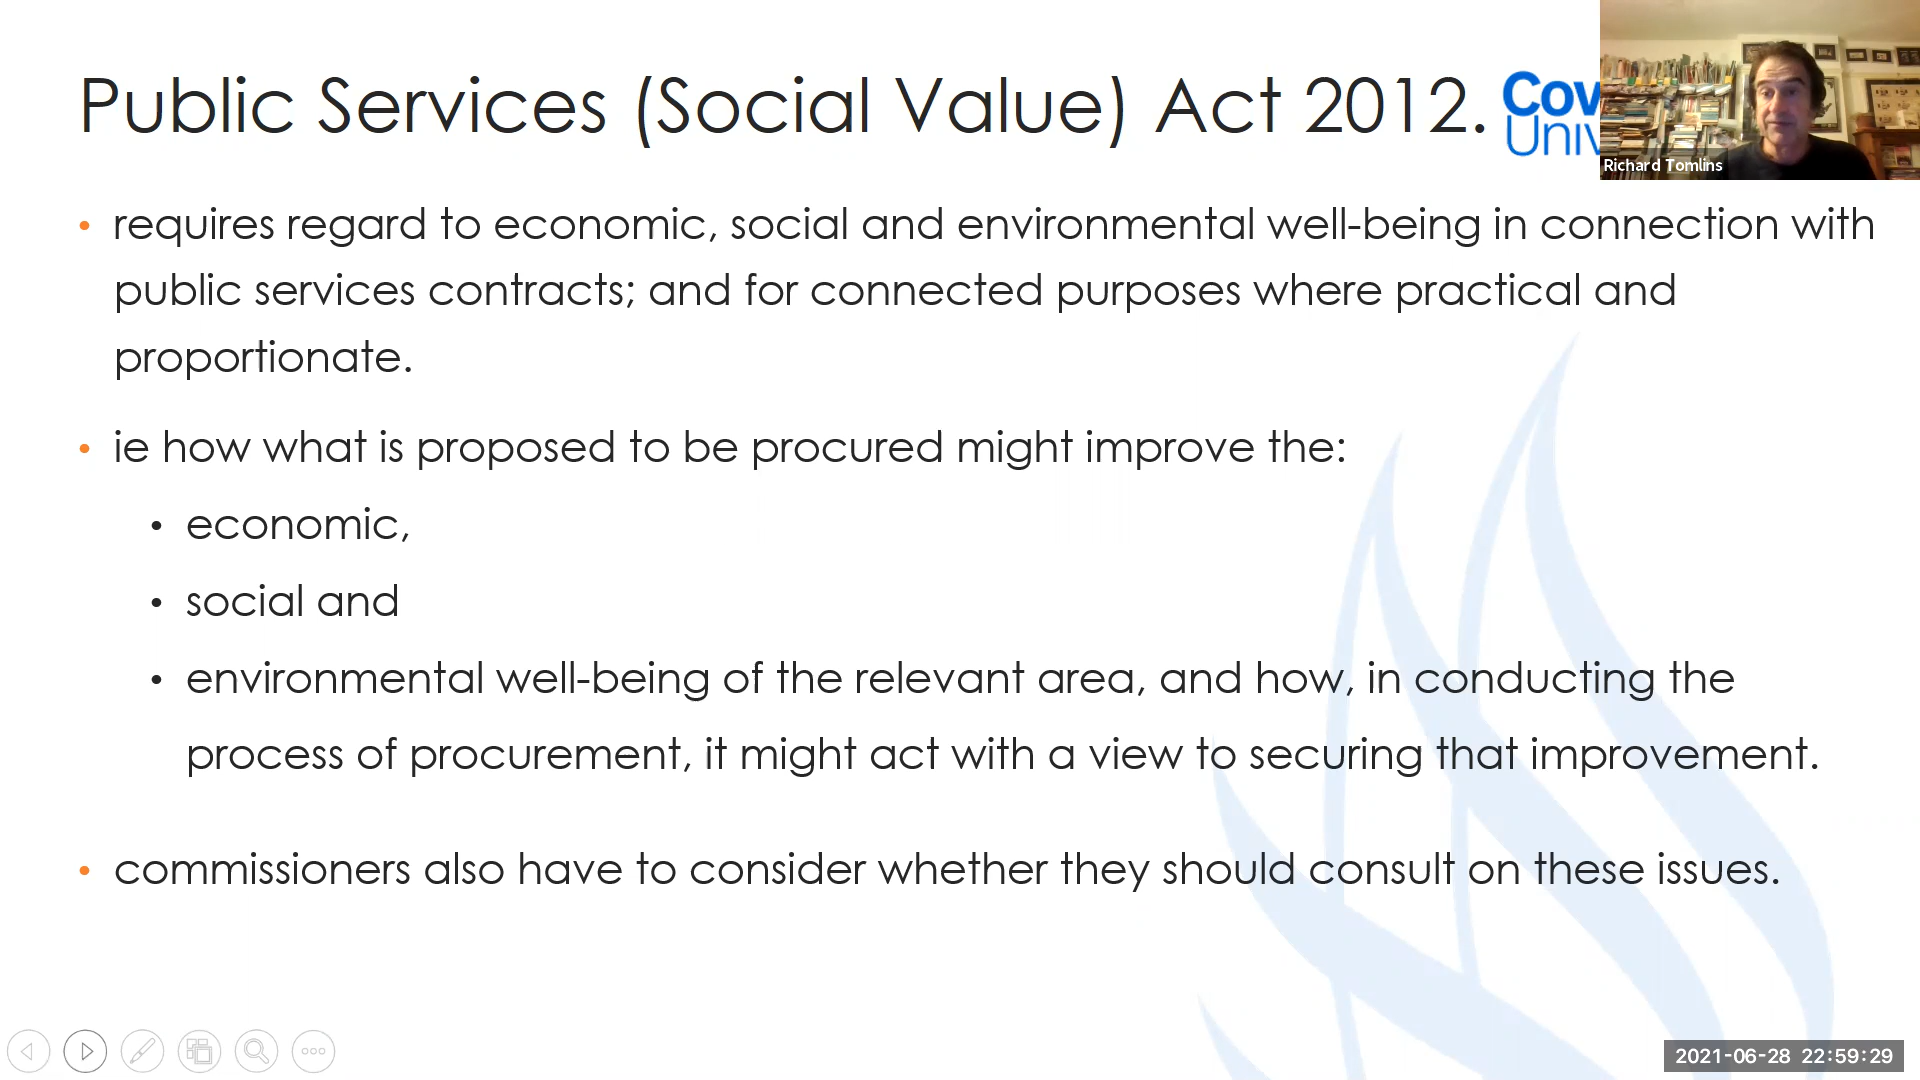 Public Services (Social Value) Act 2012.
Cov
Univ
Richard Tomlins
• requires regard to economic, social and environmental well-being in connection with
public services contracts; and for connected purposes where practical and
proportionate.
• ie how what is proposed to be procured might improve the:
• economic,
• social and
• environmental well-being of the relevant area, and how, in conducting the
process of procurement, it might act with a view to securing that improvement.
• commissioners also have to consider whether they should consult on these issues.
2021-06-28 22:59:29